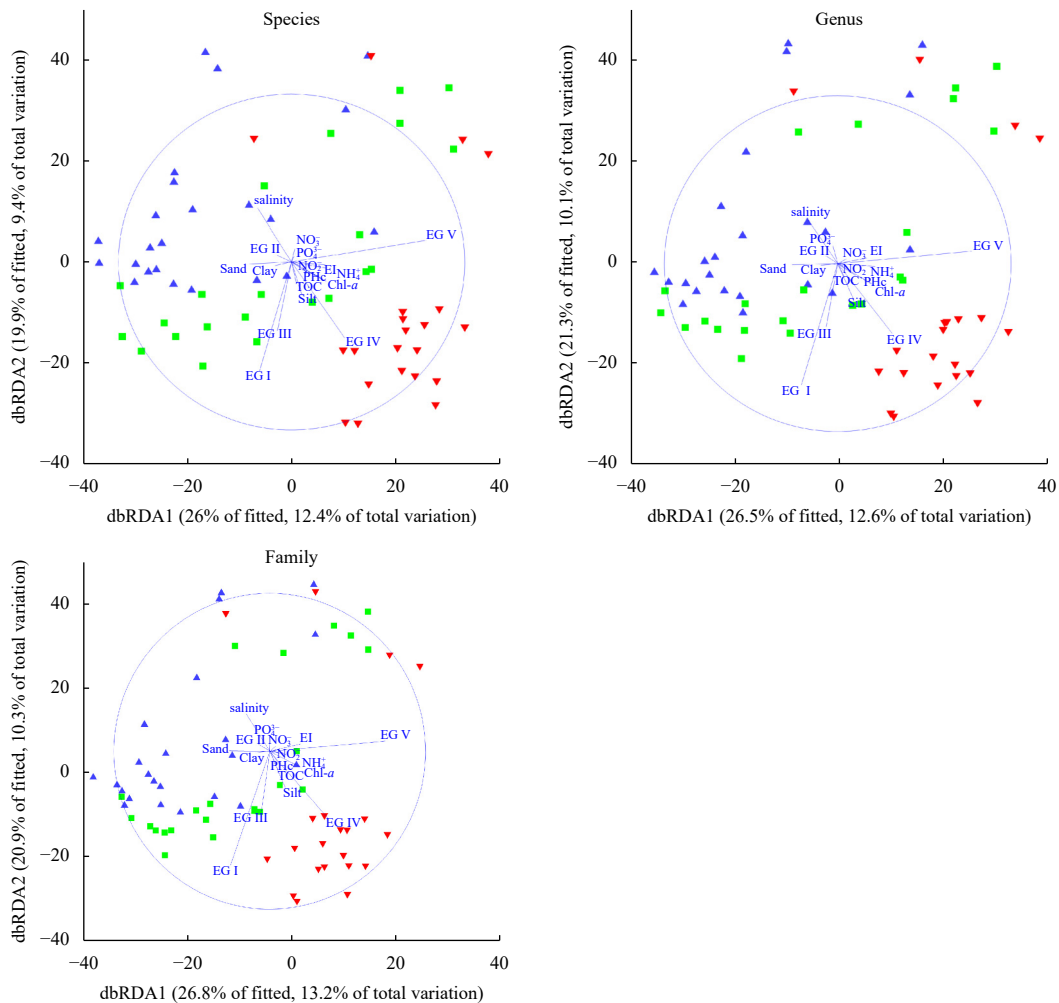 Species
40
20
0
−20
−40
−40
−20
0
20
40
dbRDA2 (19.9% of fitted, 9.4% of total variation)
dbRDA1 (26% of fitted, 12.4% of total variation)
salinity
NO₃⁻
EG V
EG II
PO₄³⁻
Sand
Clay
NO₂⁻
EI
NH₄⁺
PHc
TOC
Chl-a
Silt
EG III
EG IV
EG I
Genus
40
20
0
−20
−40
−40
−20
0
20
40
dbRDA2 (21.3% of fitted, 10.1% of total variation)
dbRDA1 (26.5% of fitted, 12.6% of total variation)
salinity
PO₄³⁻
EG II
NO₃⁻
EI
EG V
Sand
Clay
NO₂⁻
NH₄⁺
TOC
PHc
Chl-a
Silt
EG III
EG IV
EG I
Family
40
20
0
−20
−40
−40
−20
0
20
40
dbRDA2 (20.9% of fitted, 10.3% of total variation)
dbRDA1 (26.8% of fitted, 13.2% of total variation)
salinity
PO₄³⁻
EG II
NO₃⁻
EI
EG V
Sand
Clay
NO₂⁻
PHc
NH₄⁺
TOC
Chl-a
Silt
EG III
EG IV
EG I